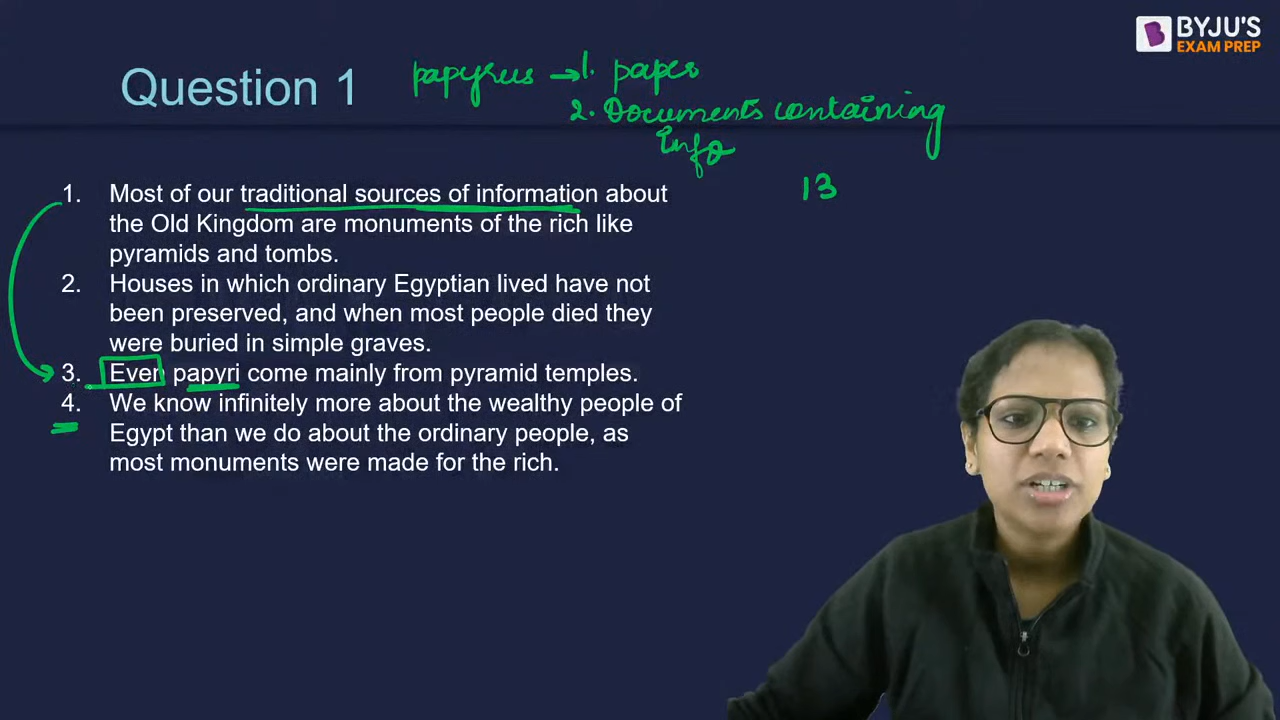 BYJU'S
EXAM PREP
Question 1
papyrus → 1. paper
2. Documents containing
Info
13
1. Most of our traditional sources of information about
the Old Kingdom are monuments of the rich like
pyramids and tombs.
2. Houses in which ordinary Egyptian lived have not
been preserved, and when most people died they
were buried in simple graves.
3. Even papyri come mainly from pyramid temples.
4. We know infinitely more about the wealthy people of
Egypt than we do about the ordinary people, as
most monuments were made for the rich.